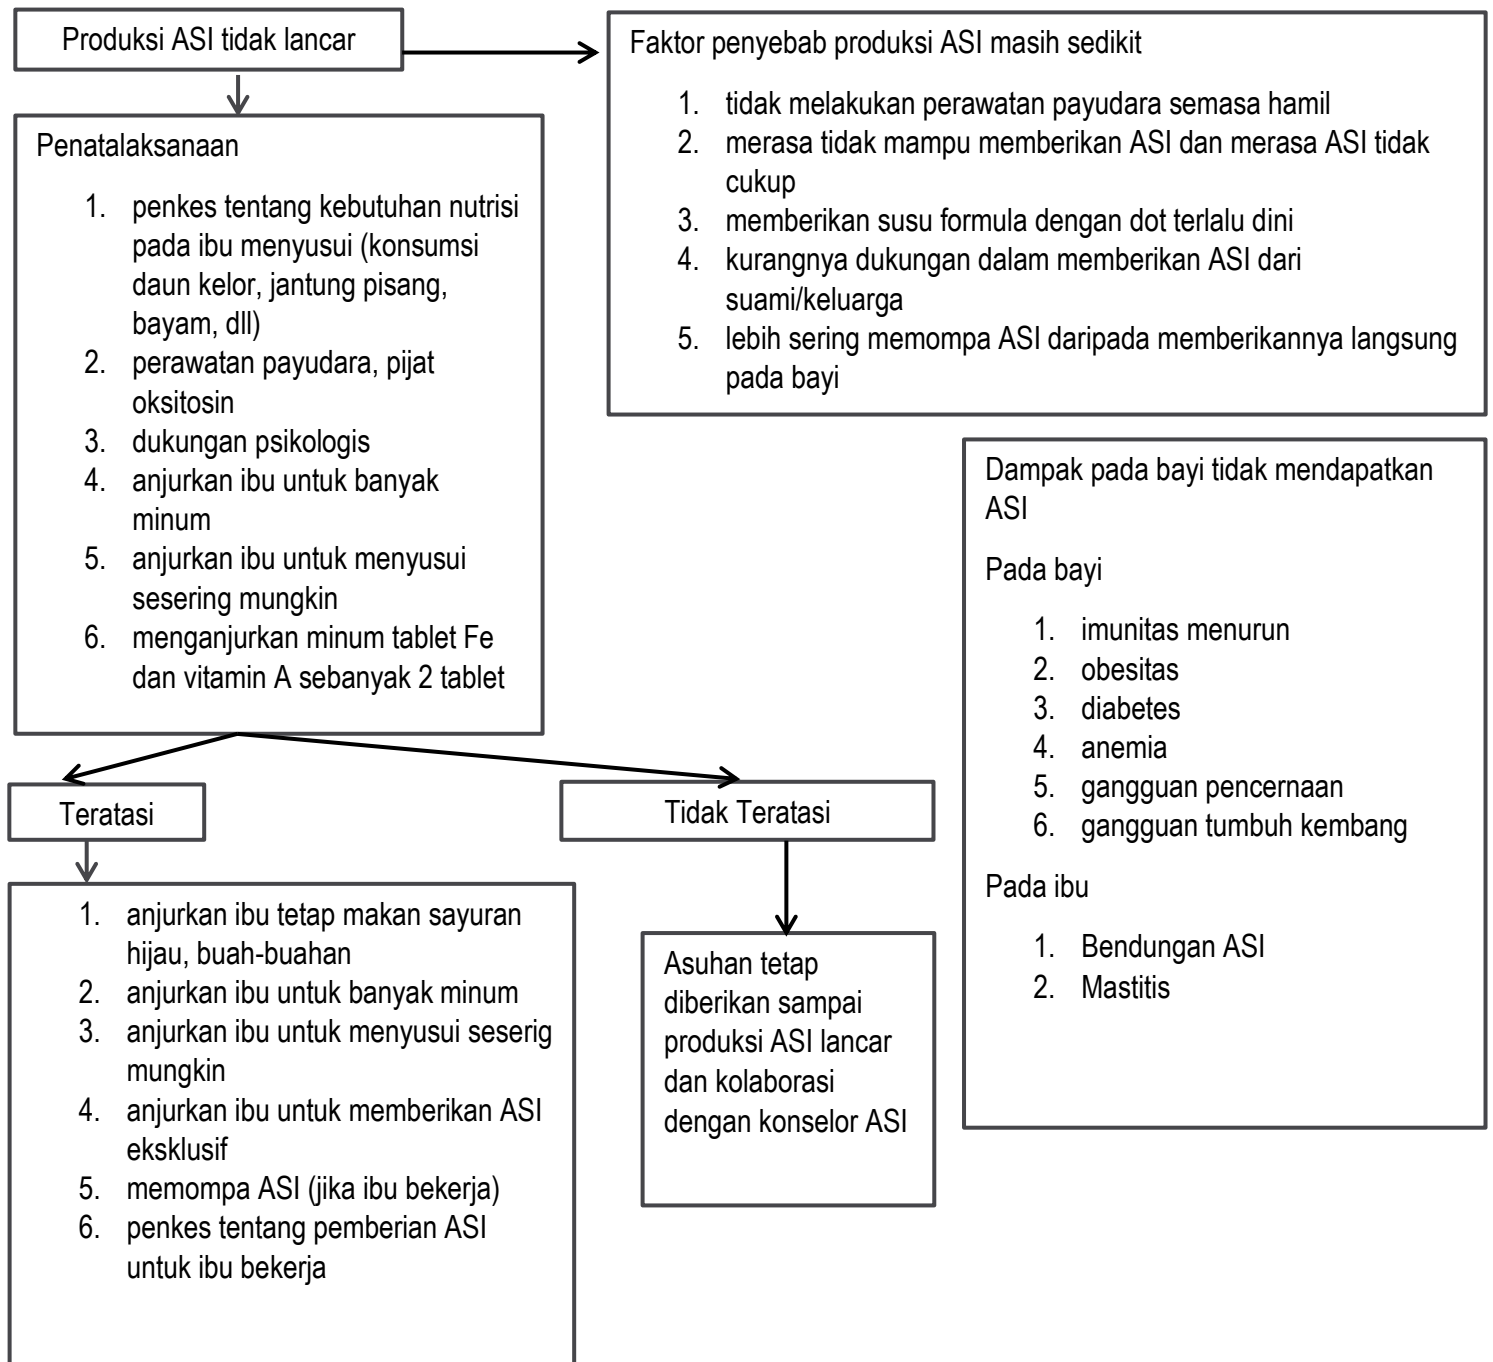 Produksi ASI tidak lancar
Faktor penyebab produksi ASI masih sedikit
1. tidak melakukan perawatan payudara semasa hamil
2. merasa tidak mampu memberikan ASI dan merasa ASI tidak
cukup
3. memberikan susu formula dengan dot terlalu dini
4. kurangnya dukungan dalam memberikan ASI dari
suami/keluarga
5. lebih sering memompa ASI daripada memberikannya langsung
pada bayi
Penatalaksanaan
1. penkes tentang kebutuhan nutrisi
pada ibu menyusui (konsumsi
daun kelor, jantung pisang,
bayam, dll)
2. perawatan payudara, pijat
oksitosin
3. dukungan psikologis
4. anjurkan ibu untuk banyak
minum
5. anjurkan ibu untuk menyusui
sesering mungkin
6. menganjurkan minum tablet Fe
dan vitamin A sebanyak 2 tablet
Dampak pada bayi tidak mendapatkan
ASI
Pada bayi
1. imunitas menurun
2. obesitas
3. diabetes
4. anemia
5. gangguan pencernaan
6. gangguan tumbuh kembang
Pada ibu
1. Bendungan ASI
2. Mastitis
Teratasi
Tidak Teratasi
1. anjurkan ibu tetap makan sayuran
hijau, buah-buahan
2. anjurkan ibu untuk banyak minum
3. anjurkan ibu untuk menyusui seserig
mungkin
4. anjurkan ibu untuk memberikan ASI
eksklusif
5. memompa ASI (jika ibu bekerja)
6. penkes tentang pemberian ASI
untuk ibu bekerja
Asuhan tetap
diberikan sampai
produksi ASI lancar
dan kolaborasi
dengan konselor ASI